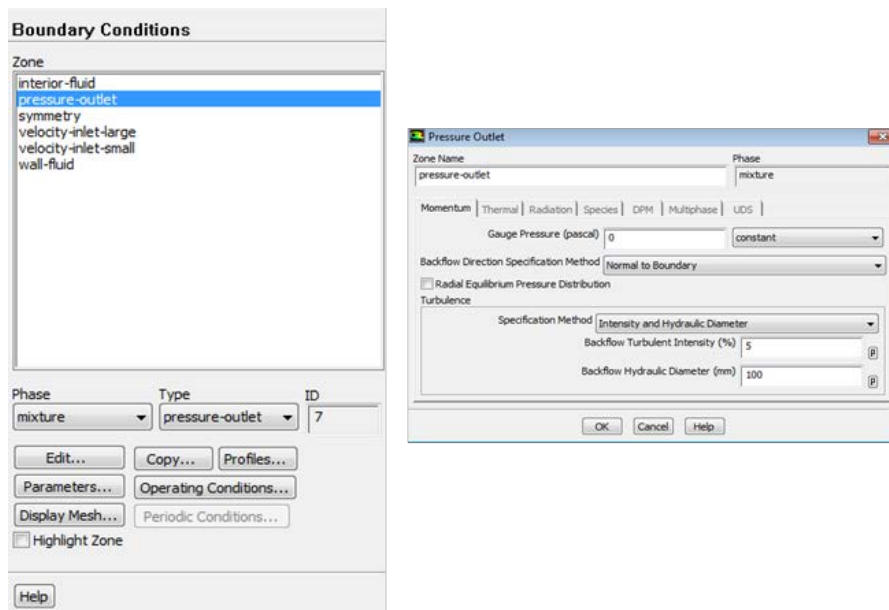 Boundary Conditions
Zone
interior-fluid
pressure-outlet
symmetry
velocity-inlet-large
velocity-inlet-small
wall-fluid
Phase Type ID
mixture pressure-outlet 7
Edit... Copy... Profiles...
Parameters... Operating Conditions...
Display Mesh... Periodic Conditions...
Highlight Zone
Help
Pressure Outlet
Zone Name Phase
pressure-outlet mixture
Momentum Thermal Radiation Species DPM Multiphase UDS
Gauge Pressure (pascal) 0 constant
Backflow Direction Specification Method Normal to Boundary
Radial Equilibrium Pressure Distribution
Turbulence
Specification Method Intensity and Hydraulic Diameter
Backflow Turbulent Intensity (%) 5 P
Backflow Hydraulic Diameter (mm) 100 P
OK Cancel Help